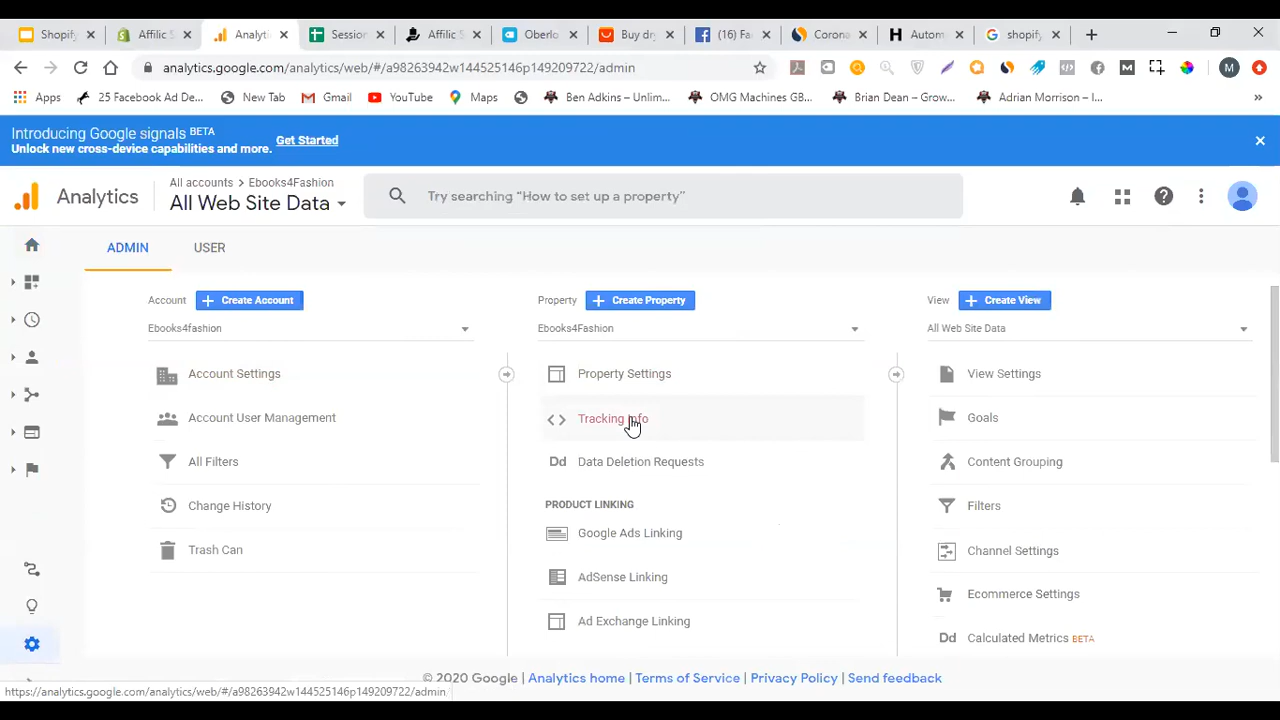 Shopify
Affilic S
Analytic
Session
Affilic S
Oberlo
Buy dry
(16) Fa
Corona
Autom
shopify
analytics.google.com/analytics/web/#/a98263942w144525146p149209722/admin
M
Apps
25 Facebook Ad De...
New Tab
Gmail
YouTube
Maps
Ben Adkins – Unlim...
OMG Machines GB...
Brian Dean – Grow...
Adrian Morrison – I...
»
Introducing Google signals BETA
Get Started
Unlock new cross-device capabilities and more.
Analytics
All accounts > Ebooks4Fashion
All Web Site Data
Try searching “How to set up a property”
ADMIN
USER
Account
+ Create Account
Ebooks4fashion
Account Settings
Account User Management
All Filters
Change History
Trash Can
Property
+ Create Property
Ebooks4Fashion
Property Settings
Tracking Info
Dd Data Deletion Requests
PRODUCT LINKING
Google Ads Linking
AdSense Linking
Ad Exchange Linking
View
+ Create View
All Web Site Data
View Settings
Goals
Content Grouping
Filters
Channel Settings
Ecommerce Settings
Dd Calculated Metrics BETA
© 2020 Google | Analytics home | Terms of Service | Privacy Policy | Send feedback
https://analytics.google.com/analytics/web/#/a98263942w144525146p149209722/admin